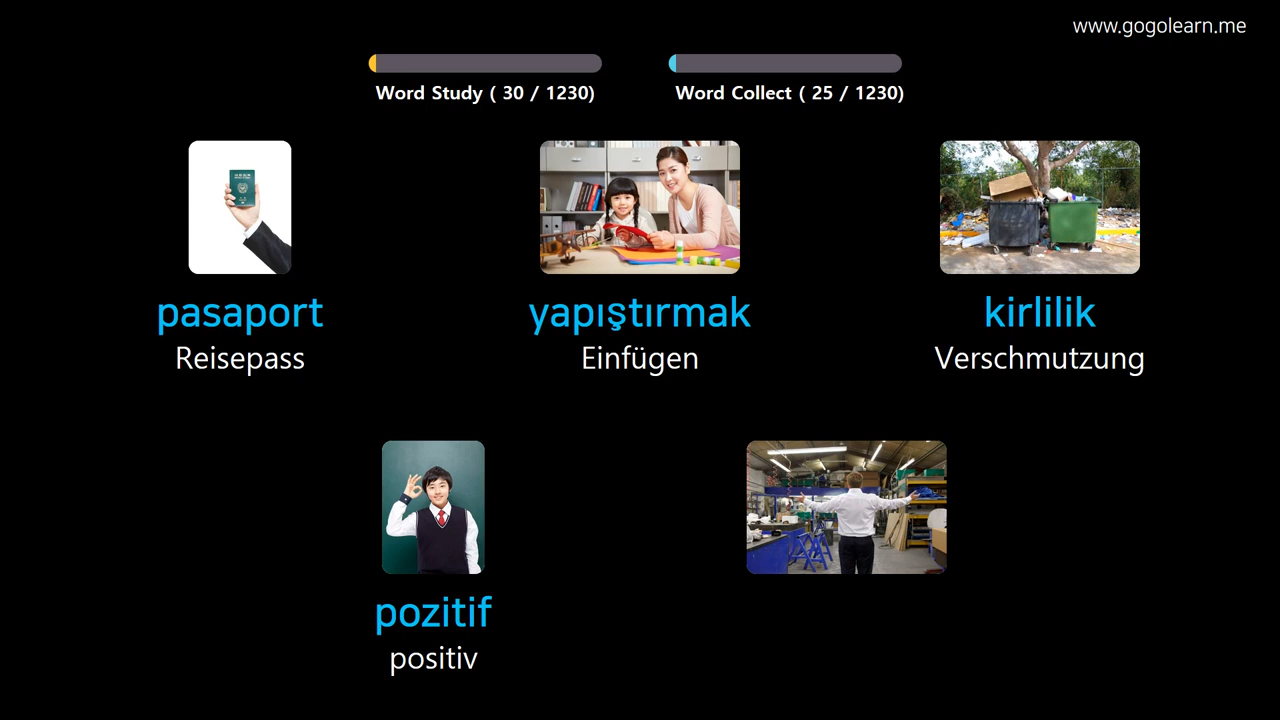 www.gogolearn.me
Word Study ( 30 / 1230)
Word Collect ( 25 / 1230)
pasaport
Reisepass
yapıştırmak
Einfügen
kirlilik
Verschmutzung
pozitif
positiv